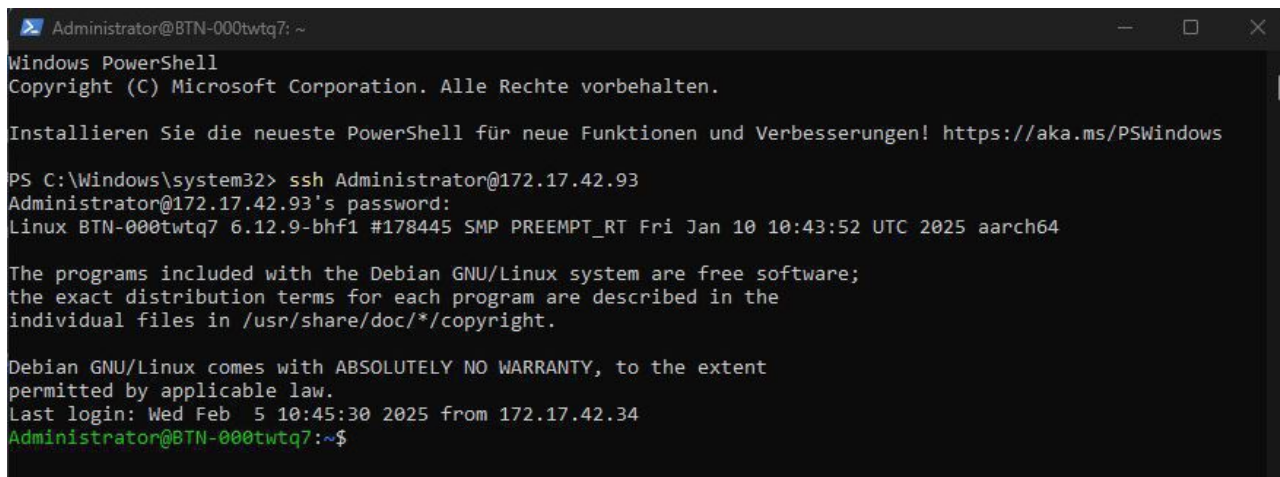 Administrator@BTN-000twtq7: ~
Windows PowerShell
Copyright (C) Microsoft Corporation. Alle Rechte vorbehalten.
Installieren Sie die neueste PowerShell für neue Funktionen und Verbesserungen! https://aka.ms/PSWindows
PS C:\Windows\system32> ssh Administrator@172.17.42.93
Administrator@172.17.42.93's password:
Linux BTN-000twtq7 6.12.9-bhf1 #178445 SMP PREEMPT_RT Fri Jan 10 10:43:52 UTC 2025 aarch64
The programs included with the Debian GNU/Linux system are free software;
the exact distribution terms for each program are described in the
individual files in /usr/share/doc/*/copyright.
Debian GNU/Linux comes with ABSOLUTELY NO WARRANTY, to the extent
permitted by applicable law.
Last login: Wed Feb  5 10:45:30 2025 from 172.17.42.34
Administrator@BTN-000twtq7:~$